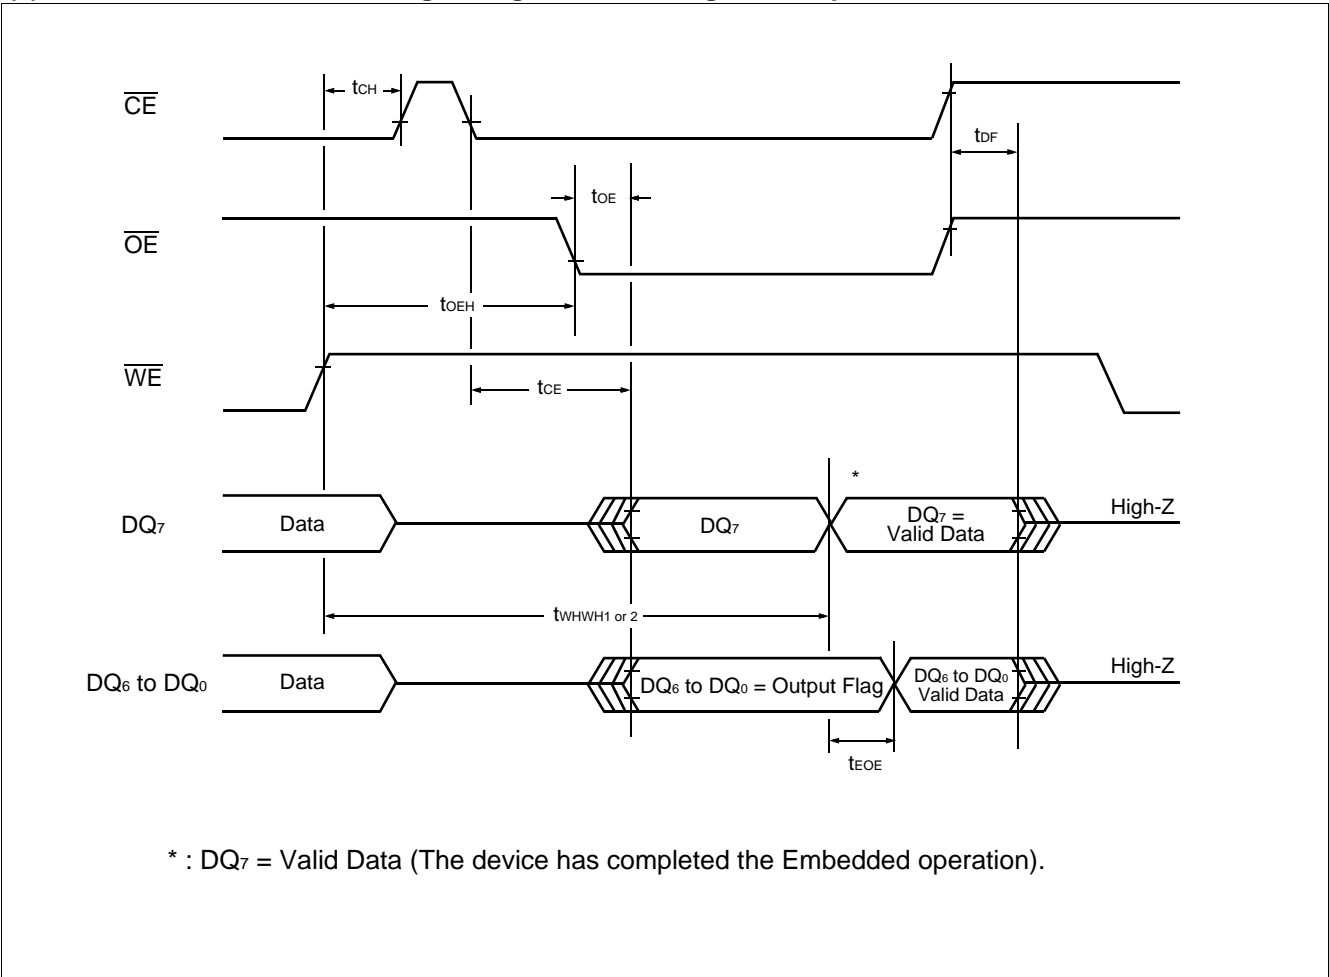 CE
tCH
tDF
OE
tOE
tOEH
WE
tCE
DQ7
Data
DQ7
*
DQ7 =
Valid Data
High-Z
tWHWH1 or 2
DQ6 to DQ0
Data
DQ6 to DQ0 = Output Flag
DQ6 to DQ0
Valid Data
High-Z
tEOE
* : DQ7 = Valid Data (The device has completed the Embedded operation).